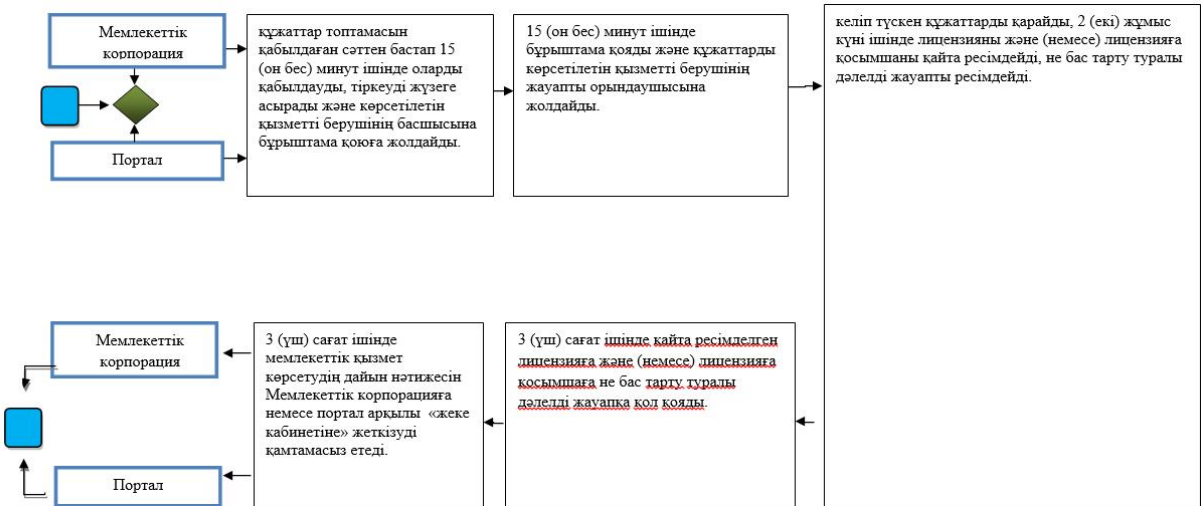 Мемлекеттік
корпорация
Портал
құжаттар топтамасын
қабылдаған сәттен бастап 15
(он бес) минут ішінде оларды
қабылдауды, тіркеуді жүзеге
асырады және көрсетілетін
қызметті берушінің басшысына
бұрыштама қоюға жолдайды.
15 (он бес) минут ішінде
бұрыштама қояды және құжаттарды
көрсетілетін қызметті берушінің
жауапты орындаушысына
жолдайды.
келіп түскен құжаттарды қарайды, 2 (екі) жұмыс
күні ішінде лицензияны және (немесе) лицензияға
қосымшаны қайта ресімдейді, не бас тарту туралы
дәлелді жауапты ресімдейді.
3 (үш) сағат ішінде қайта ресімделген
лицензияға және (немесе) лицензияға
қосымшаға не бас тарту туралы
дәлелді жауапқа қол қояды.
3 (үш) сағат ішінде
мемлекеттік қызмет
көрсетудің дайын нәтижесін
Мемлекеттік корпорацияға
немесе портал арқылы «жеке
кабинетіне» жеткізуді
қамтамасыз етеді.
Мемлекеттік
корпорация
Портал